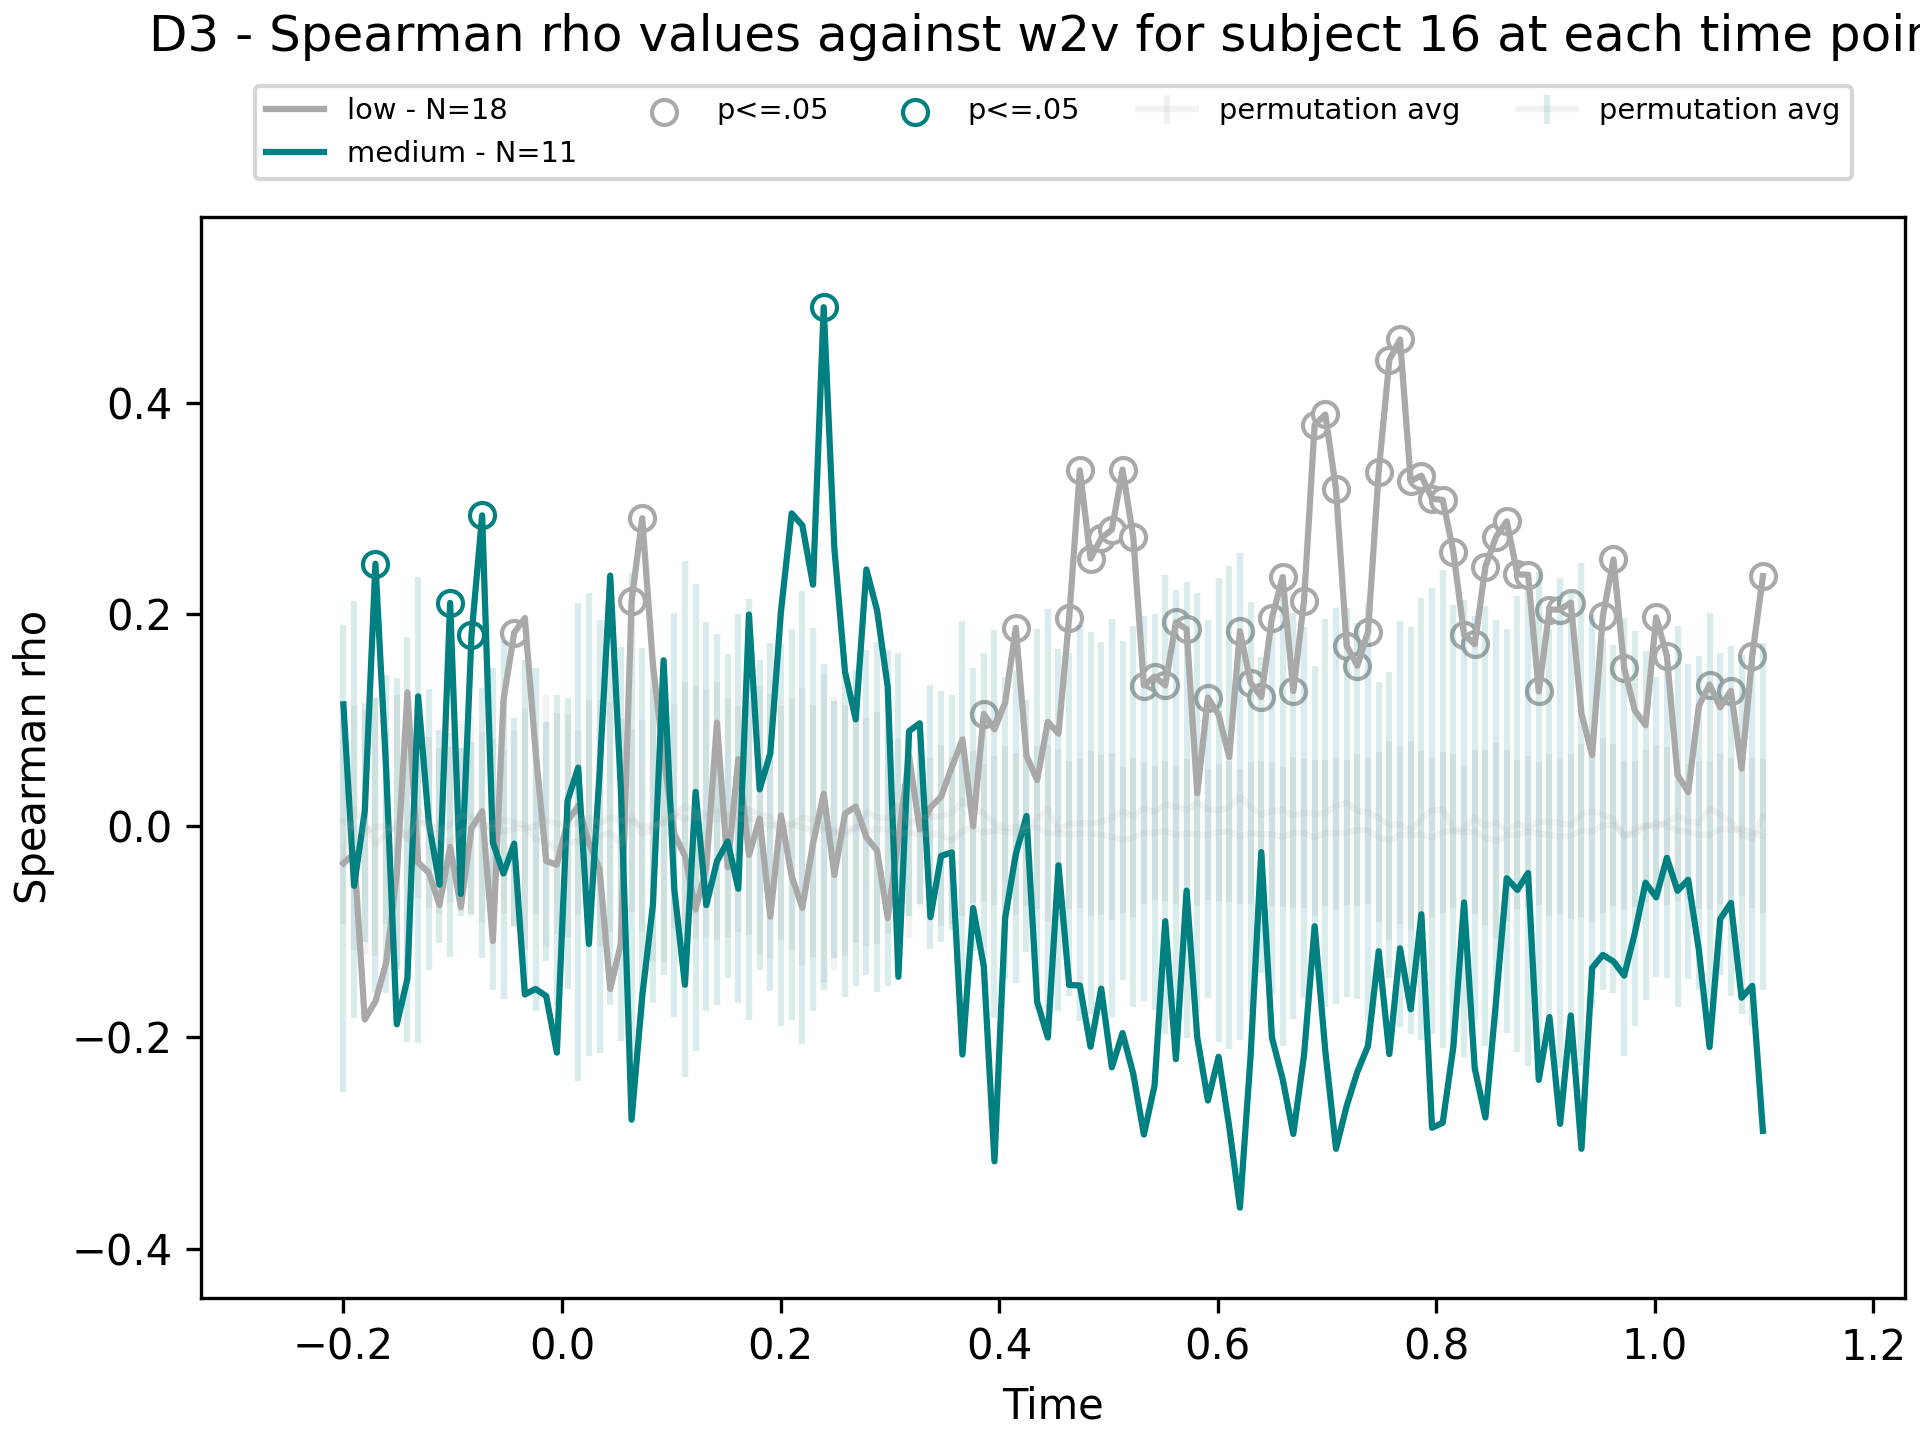 D3 - Spearman rho values against w2v for subject 16 at each time
low - N=18
medium - N=11
p<=.05
p<=.05
permutation avg
permutation avg
Spearman rho
0.4
0.2
0.0
−0.2
−0.4
−0.2 0.0 0.2 0.4 0.6 0.8 1.0 1.2
Time